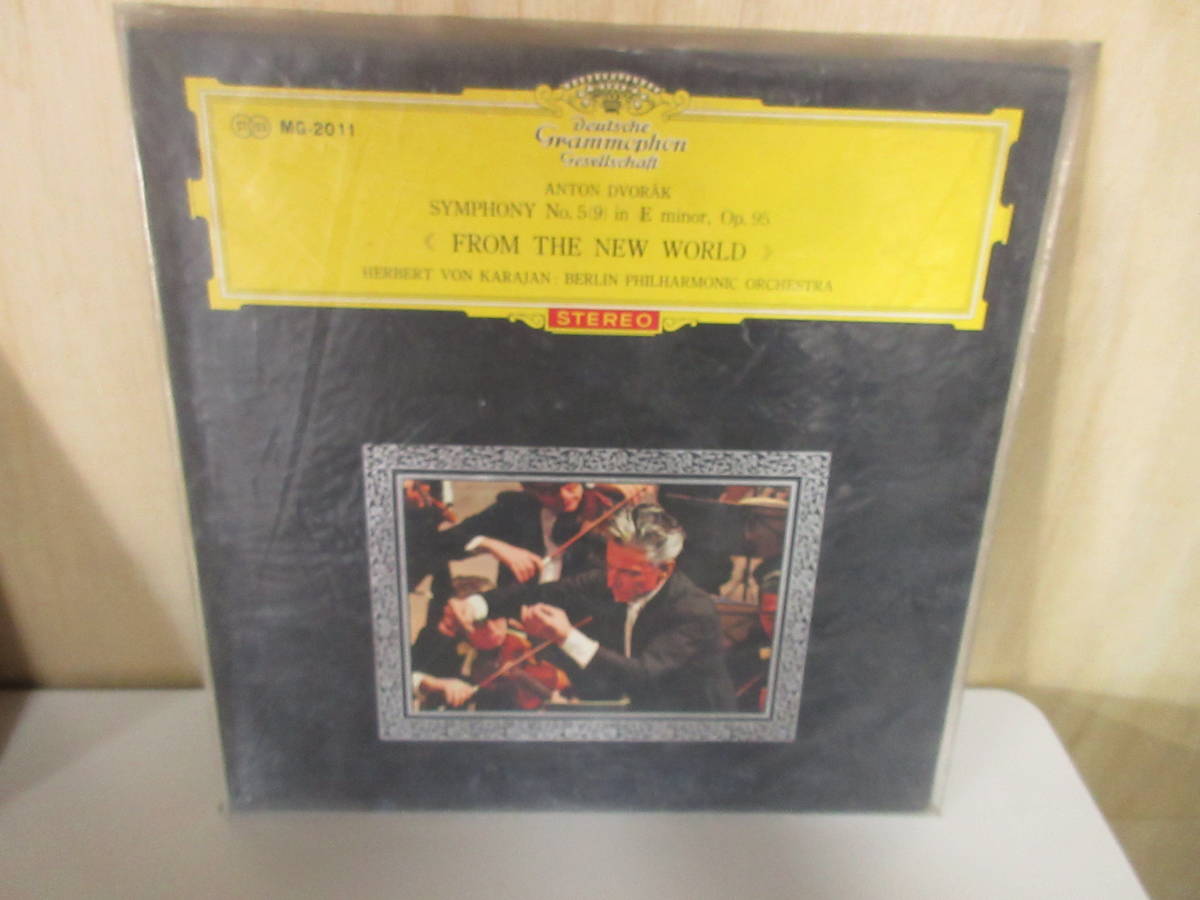 MG-2011
Deutsche
Grammophon
Gesellschaft
ANTON DVORÁK
SYMPHONY No. 5(9) in E minor, Op. 95
《 FROM THE NEW WORLD 》
HERBERT VON KARAJAN : BERLIN PHILHARMONIC ORCHESTRA
STEREO